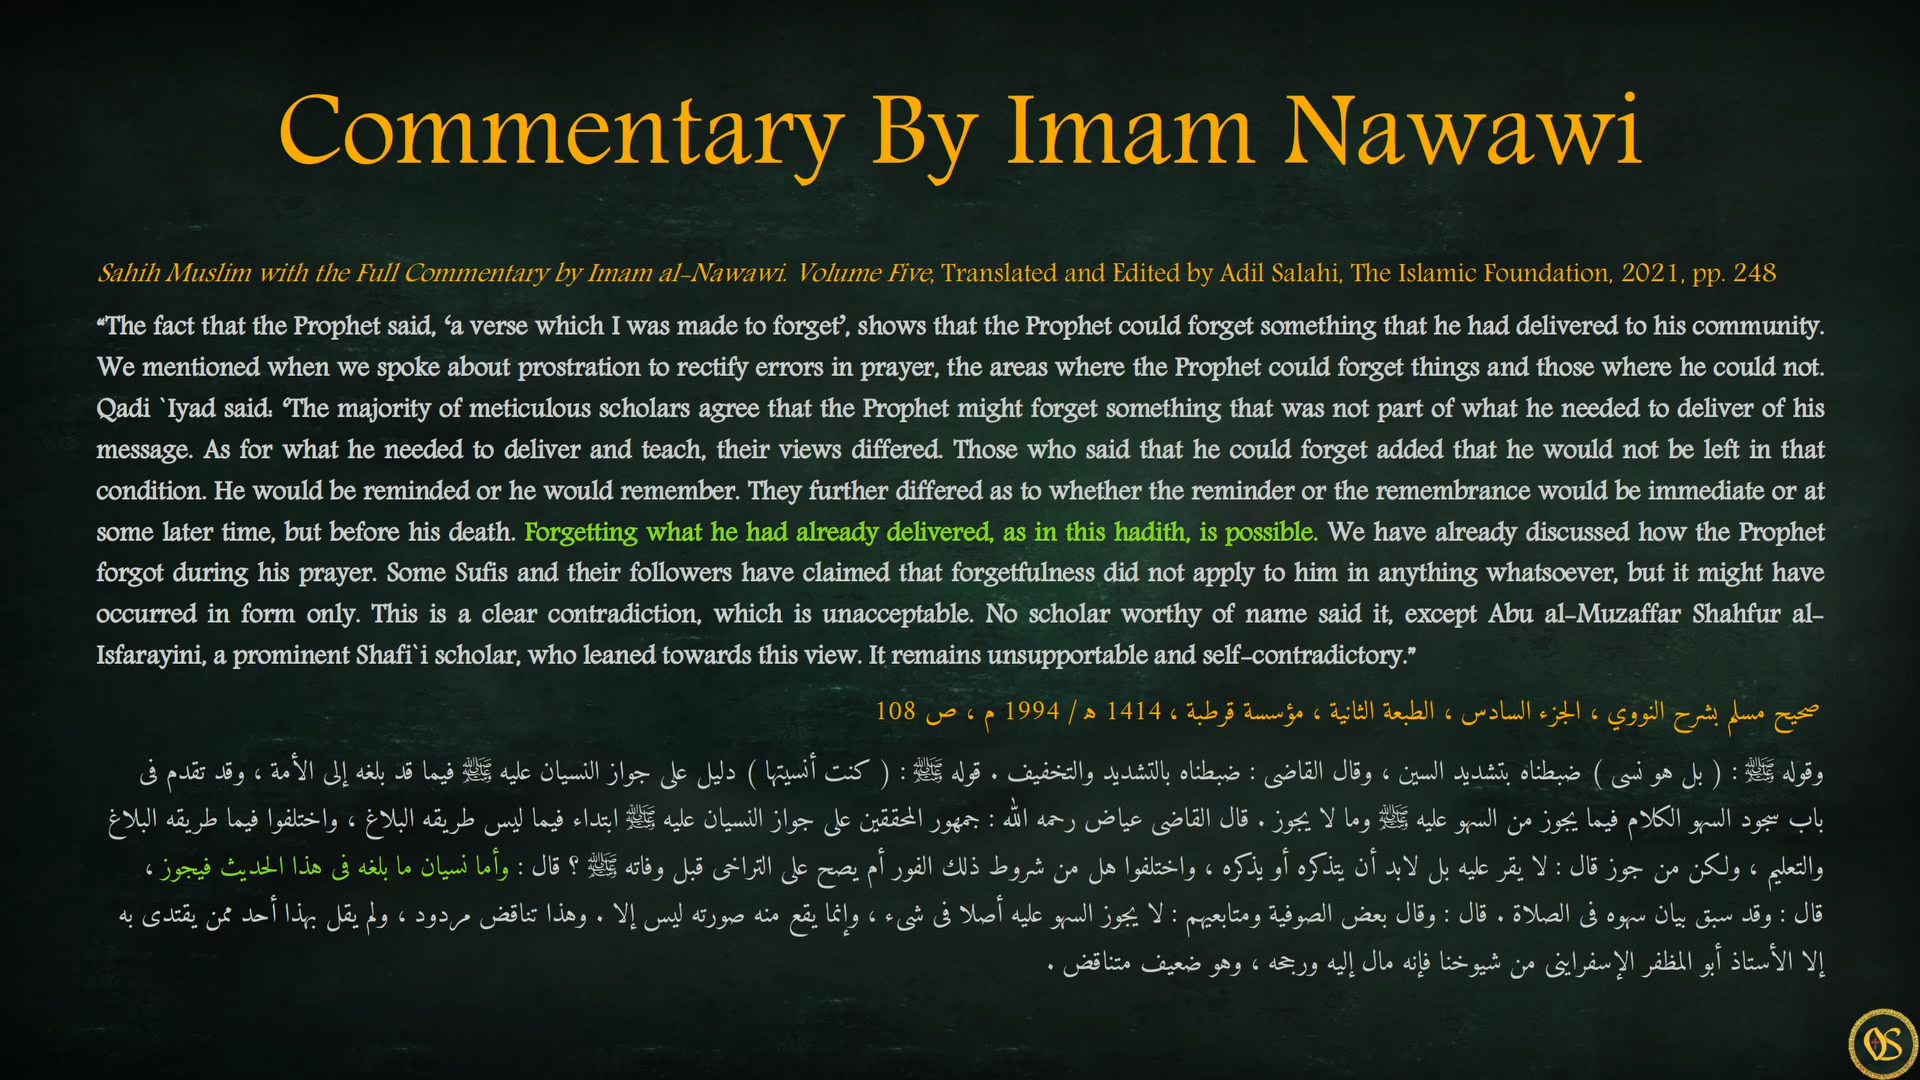 Commentary By Imam Nawawi
Sahih Muslim with the Full Commentary by Imam al-Nawawi. Volume Five, Translated and Edited by Adil Salahi, The Islamic Foundation, 2021, pp. 248
“The fact that the Prophet said, ‘a verse which I was made to forget’, shows that the Prophet could forget something that he had delivered to his community.
We mentioned when we spoke about prostration to rectify errors in prayer, the areas where the Prophet could forget things and those where he could not.
Qadi `Iyad said: ‘The majority of meticulous scholars agree that the Prophet might forget something that was not part of what he needed to deliver of his
message. As for what he needed to deliver and teach, their views differed. Those who said that he could forget added that he would not be left in that
condition. He would be reminded or he would remember. They further differed as to whether the reminder or the remembrance would be immediate or at
some later time, but before his death. Forgetting what he had already delivered, as in this hadith, is possible. We have already discussed how the Prophet
forgot during his prayer. Some Sufis and their followers have claimed that forgetfulness did not apply to him in anything whatsoever, but it might have
occurred in form only. This is a clear contradiction, which is unacceptable. No scholar worthy of name said it, except Abu al-Muzaffar Shahfur al-
Isfarayini, a prominent Shafi`i scholar, who leaned towards this view. It remains unsupportable and self-contradictory.”
صحيح مسلم بشرح النووي ، الجزء السادس ، الطبعة الثانية ، مؤسسة قرطبة ، 1414 ه / 1994 م ، ص 108
وقوله ﷺ : ( بل هو نسى ) ضبطناه بتشديد السين ، وقال القاضى : ضبطناه بالتشديد والتخفيف . قوله ﷺ : ( كنت أنسيتها ) دليل على جواز النسيان عليه ﷺ فيما قد بلغه إلى الأمة ، وقد تقدم فى
باب سجود السهو الكلام فيما يجوز من السهو عليه ﷺ وما لا يجوز . قال القاضى عياض رحمه الله : جمهور المحققين على جواز النسيان عليه ﷺ ابتداء فيما ليس طريقه البلاغ ، واختلفوا فيما طريقه البلاغ
والتعليم ، ولكن من جوز قال : لا يقر عليه بل لابد أن يتذكره أو يذكره ، واختلفوا هل من شروط ذلك الفور أم يصح على التراخى قبل وفاته ﷺ ؟ قال : وأما نسيان ما بلغه فى هذا الحديث فيجوز ،
قال : وقد سبق بيان سهوه فى الصلاة . قال : وقال بعض الصوفية ومتابعيهم : لا يجوز السهو عليه أصلا فى شىء ، وإنما يقع منه صورته ليس إلا . وهذا تناقض مردود ، ولم يقل بهذا أحد ممن يقتدى به
إلا الأستاذ أبو المظفر الإسفراينى من شيوخنا فإنه مال إليه ورجحه ، وهو ضعيف متناقض .